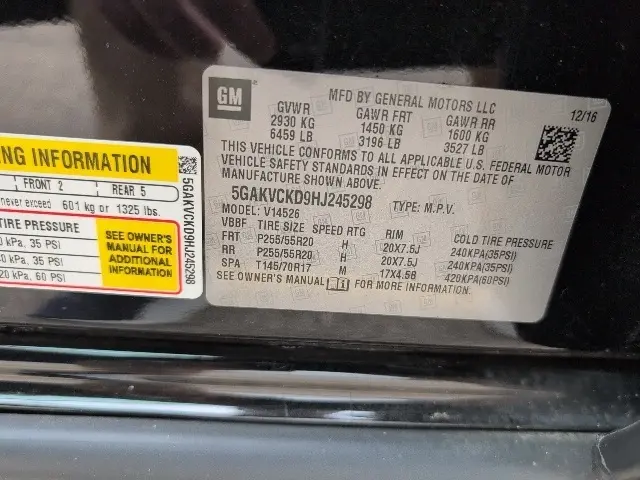 GM
MFD BY GENERAL MOTORS LLC
12/16
GVWR GAWR FRT GAWR RR
2930 KG 1450 KG 1600 KG
6459 LB 3196 LB 3527 LB
THIS VEHICLE CONFORMS TO ALL APPLICABLE U.S. FEDERAL MOTOR
VEHICLE SAFETY STANDARDS IN EFFECT ON THE DATE OF
MANUFACTURE SHOWN ABOVE.
5GAKVCKD9HJ245298 TYPE: M.P.V.
MODEL: V14526
VBBF TIRE SIZE SPEED RTG RIM COLD TIRE PRESSURE
FRT P255/55R20 H 20X7.5J 240KPA(35PSI)
RR P255/55R20 H 20X7.5J 240KPA(35PSI)
SPA T145/70R17 M 17X4.5B 420KPA(60PSI)
SEE OWNER'S MANUAL i FOR MORE INFORMATION.
NG INFORMATION
FRONT 2 REAR 5
never exceed 601 kg or 1325 lbs.
TIRE PRESSURE
kPa, 35 PSI
kPa, 35 PSI
20 kPa, 60 PSI
SEE OWNER'S
MANUAL FOR
ADDITIONAL
INFORMATION
5GAKVCKD9HJ245298